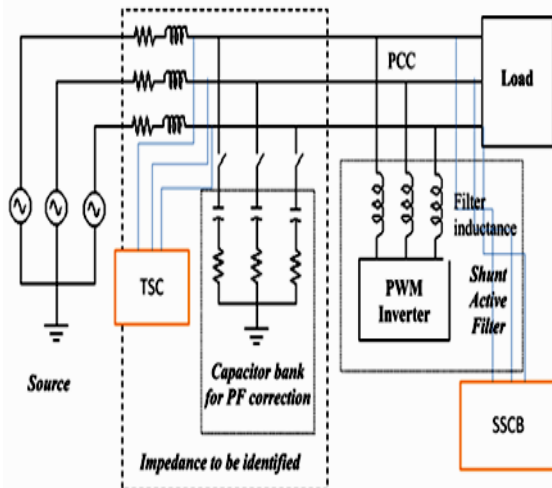 PCC
Load
Filter
inductance
TSC
PWM
Inverter
Shunt
Active
Filter
Source
Capacitor bank
for PF correction
SSCB
Impedance to be identified